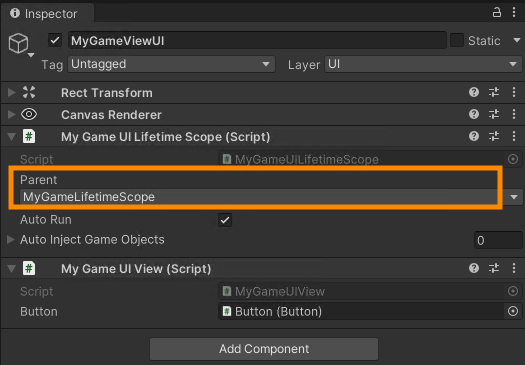 Inspector
MyGameViewUI
Static
Tag Untagged Layer UI
Rect Transform
Canvas Renderer
# My Game UI Lifetime Scope (Script)
Script # MyGameUILifetimeScope
Parent
MyGameLifetimeScope
Auto Run
Auto Inject Game Objects 0
# My Game UI View (Script)
Script # MyGameUIView
Button # Button (Button)
Add Component